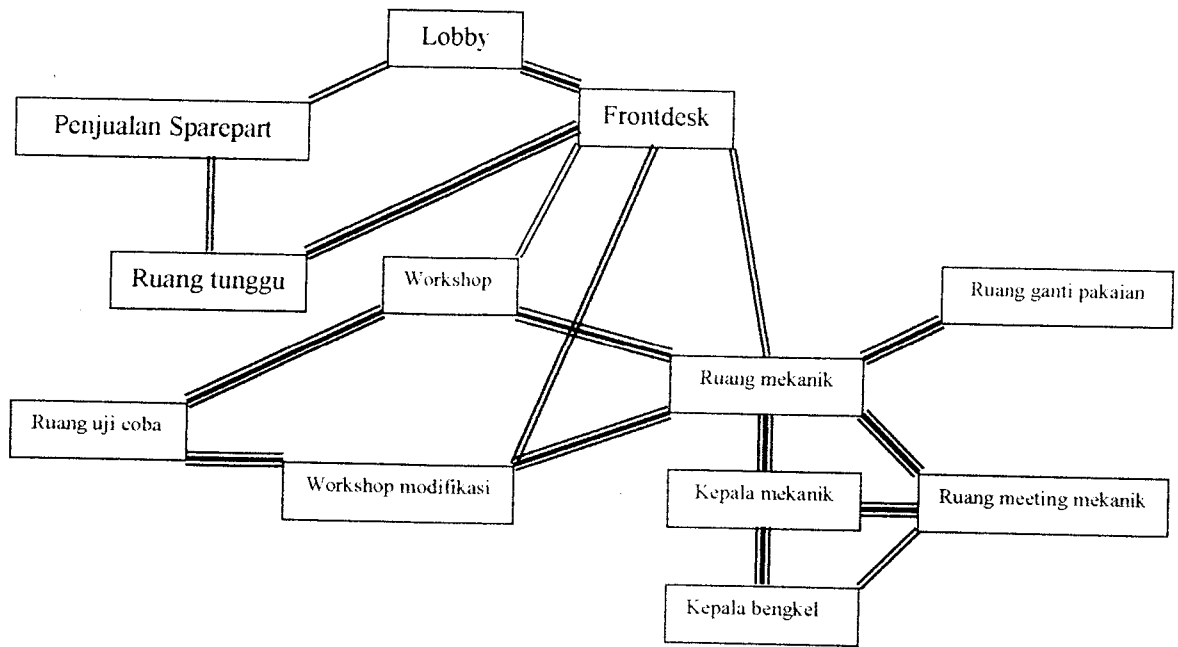 Lobby
Frontdesk
Penjualan Sparepart
Ruang tunggu
Workshop
Ruang ganti pakaian
Ruang mekanik
Ruang uji coba
Workshop modifikasi
Kepala mekanik
Ruang meeting mekanik
Kepala bengkel